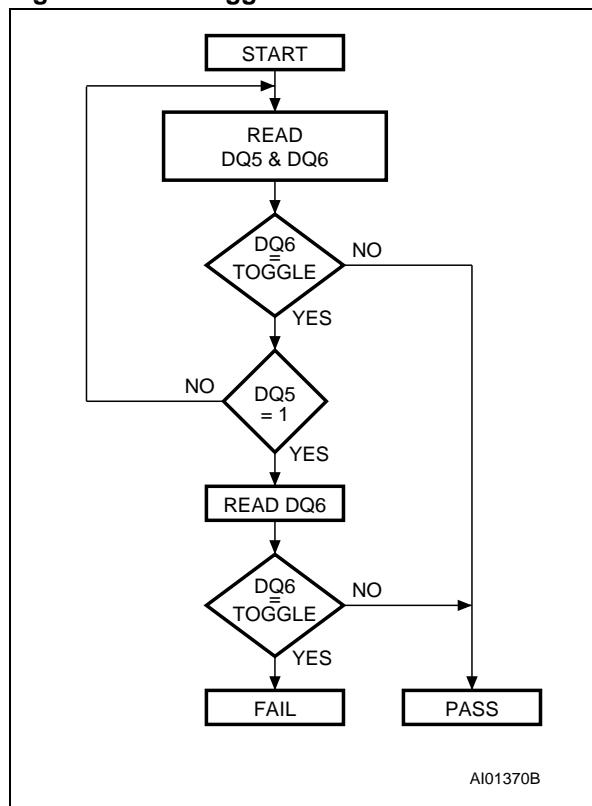 START
READ
DQ5 & DQ6
DQ6
=
TOGGLE
NO
YES
NO
DQ5
= 1
YES
READ DQ6
DQ6
=
TOGGLE
NO
YES
FAIL
PASS
AI01370B